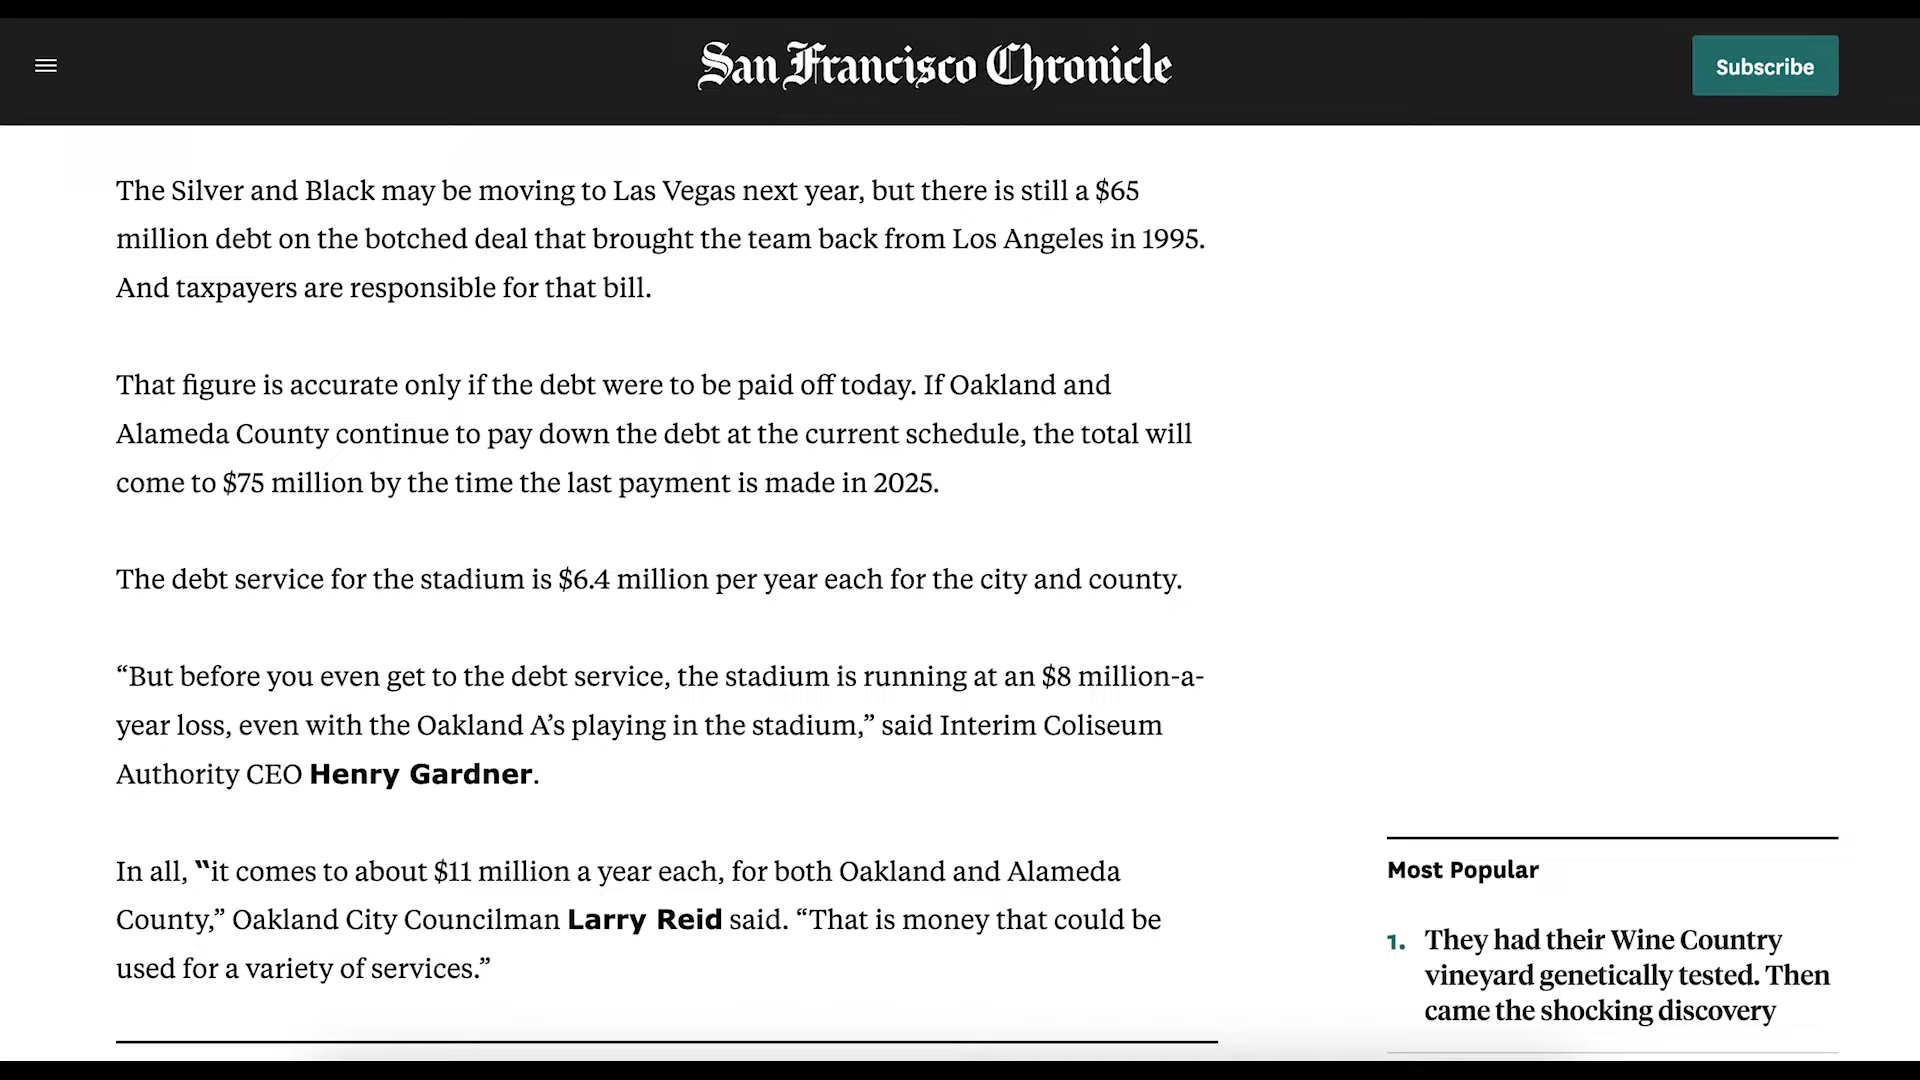 San Francisco Chronicle
Subscribe
The Silver and Black may be moving to Las Vegas next year, but there is still a $65
million debt on the botched deal that brought the team back from Los Angeles in 1995.
And taxpayers are responsible for that bill.
That figure is accurate only if the debt were to be paid off today. If Oakland and
Alameda County continue to pay down the debt at the current schedule, the total will
come to $75 million by the time the last payment is made in 2025.
The debt service for the stadium is $6.4 million per year each for the city and county.
“But before you even get to the debt service, the stadium is running at an $8 million-a-
year loss, even with the Oakland A’s playing in the stadium,” said Interim Coliseum
Authority CEO Henry Gardner.
In all, “it comes to about $11 million a year each, for both Oakland and Alameda
County,” Oakland City Councilman Larry Reid said. “That is money that could be
used for a variety of services.”
Most Popular
1. They had their Wine Country
vineyard genetically tested. Then
came the shocking discovery